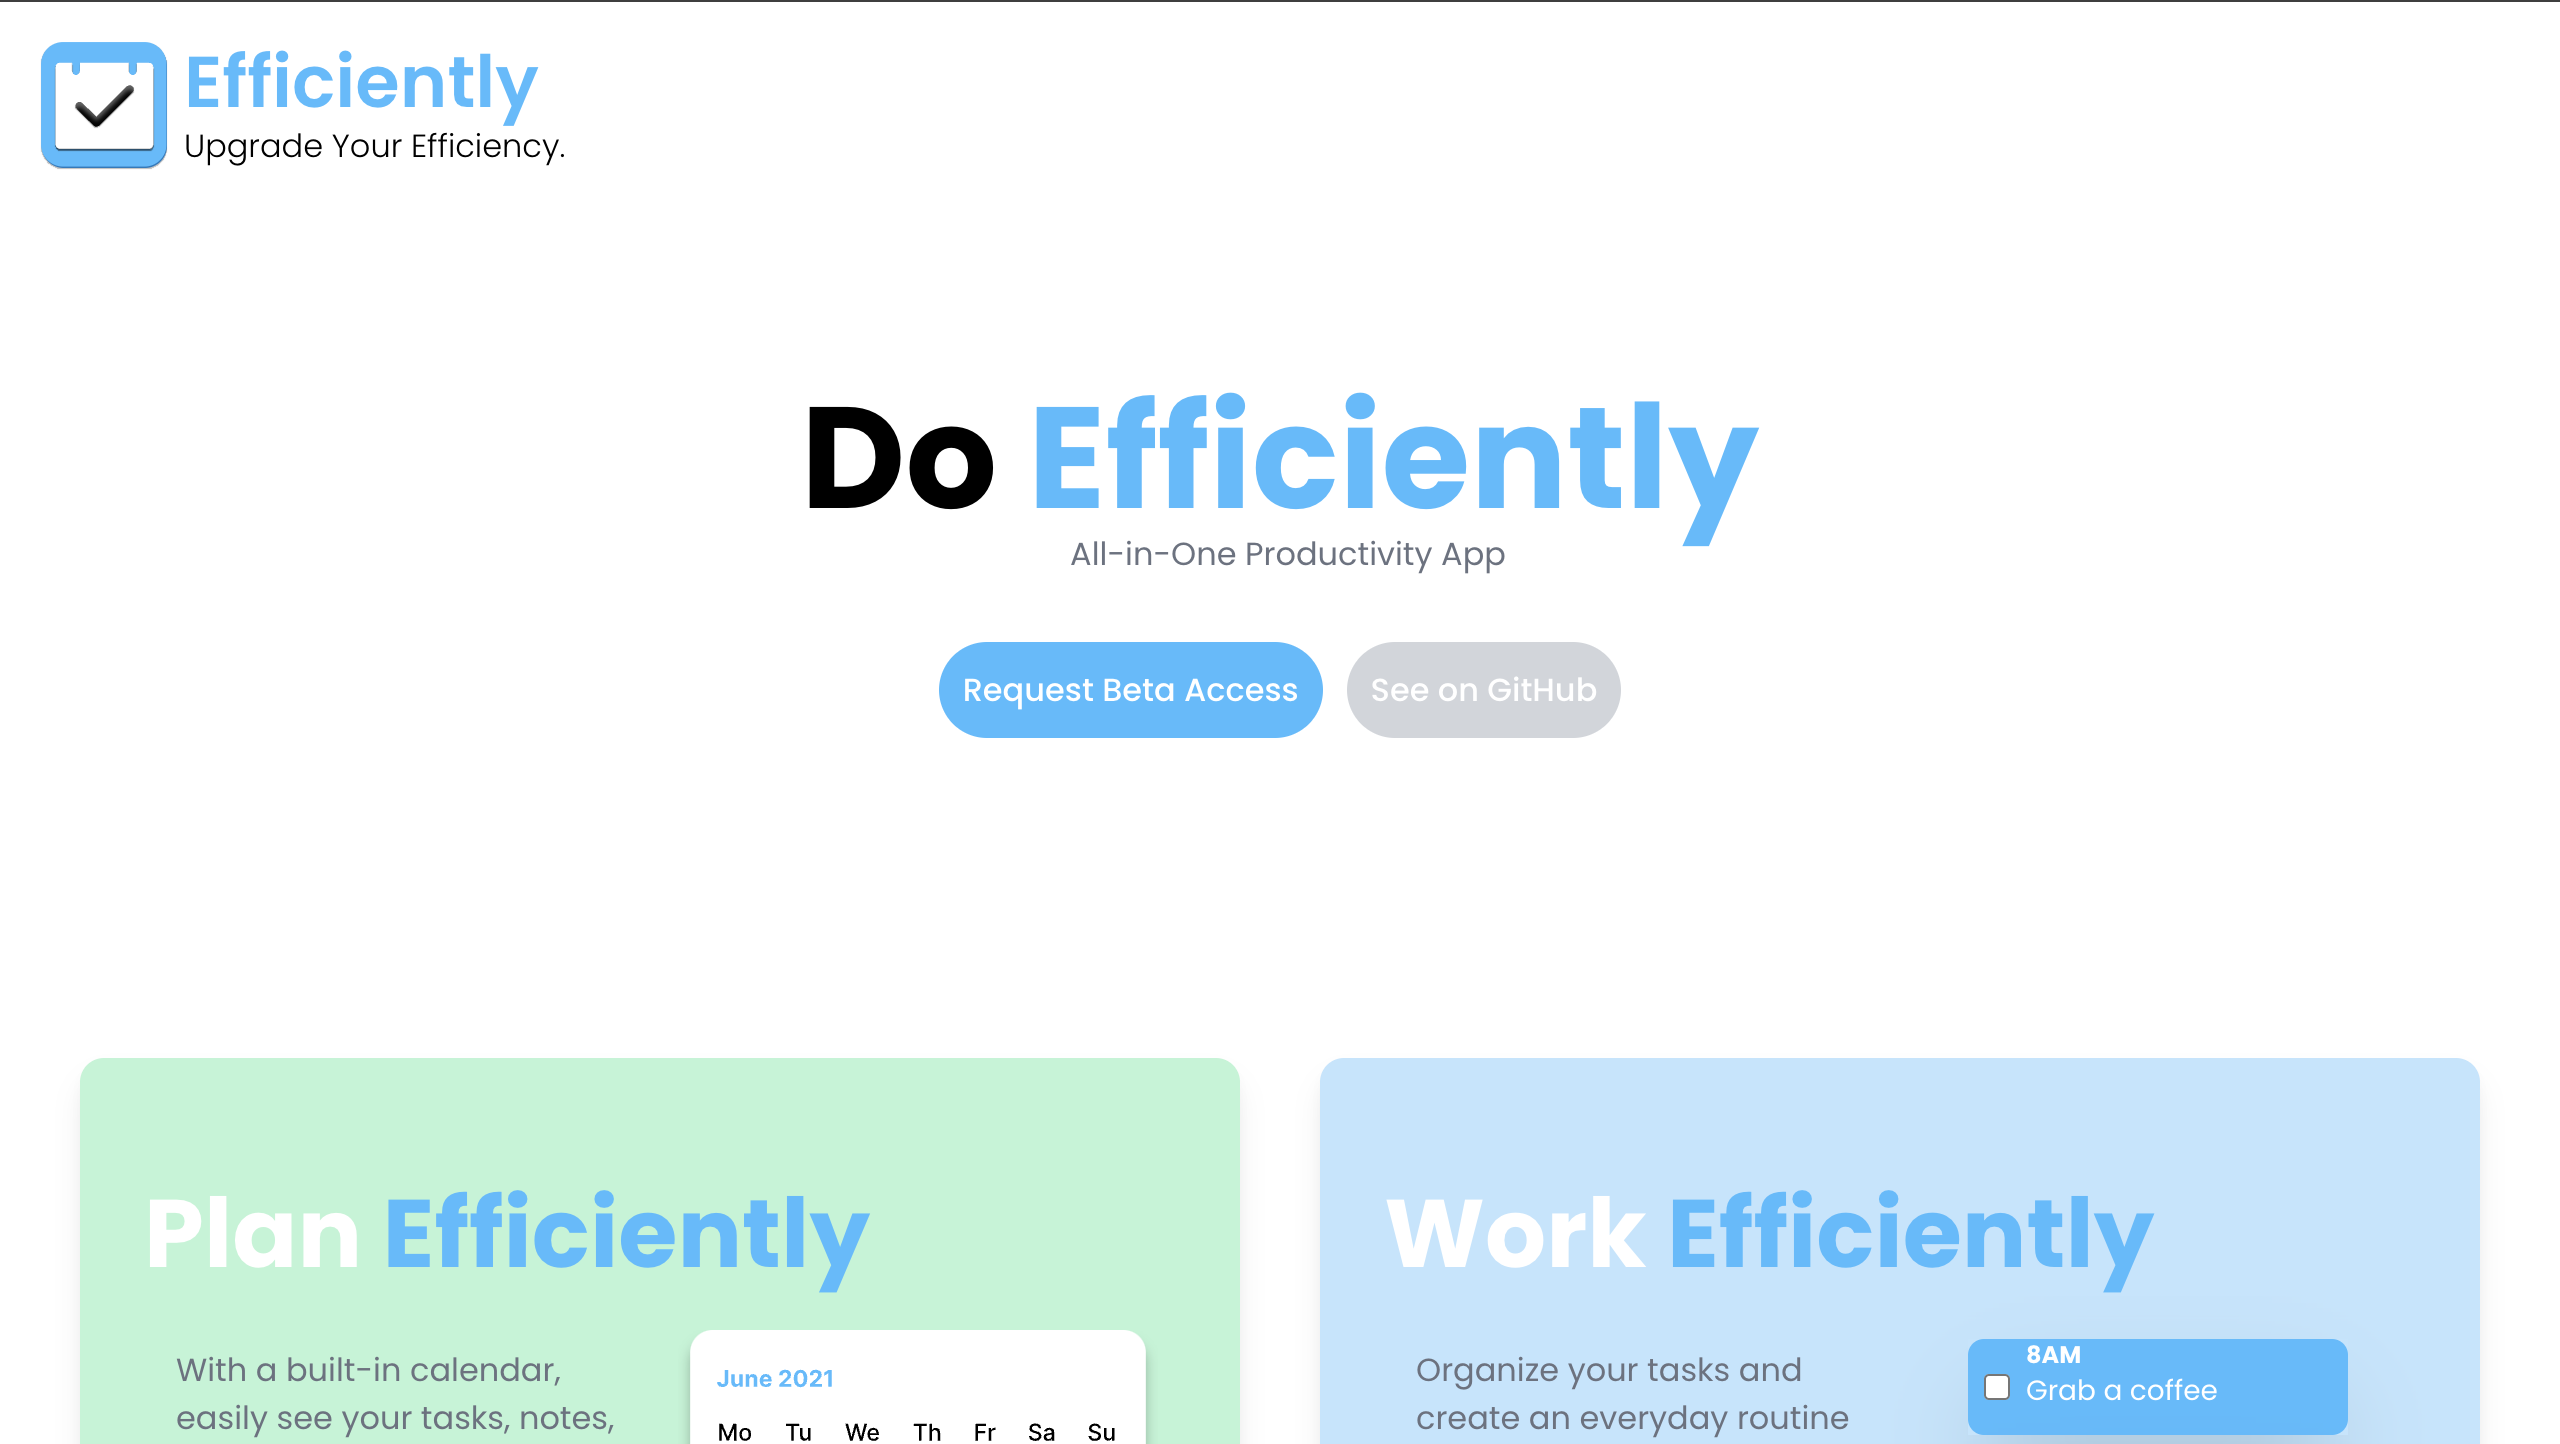 Efficiently
Upgrade Your Efficiency.
Do Efficiently
All-in-One Productivity App
Request Beta Access
See on GitHub
Plan Efficiently
With a built-in calendar,
easily see your tasks, notes,
June 2021
Mo Tu We Th Fr Sa Su
Work Efficiently
Organize your tasks and
create an everyday routine
8AM
Grab a coffee